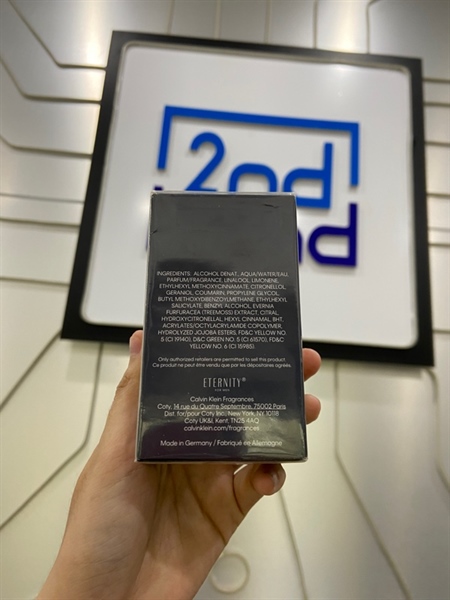 2nd
nd
INGREDIENTS: ALCOHOL DENAT., AQUA/WATER/EAU,
PARFUM/FRAGRANCE, LINALOOL, LIMONENE,
ETHYLHEXYL METHOXYCINNAMATE, CITRONELLOL,
GERANIOL, COUMARIN, PROPYLENE GLYCOL,
BUTYL METHOXYDIBENZOYLMETHANE, ETHYLHEXYL
SALICYLATE, BENZYL ALCOHOL, EVERNIA
FURFURACEA (TREEMOSS) EXTRACT, CITRAL,
HYDROXYCITRONELLAL, HEXYL CINNAMAL, BHT,
ACRYLATES/OCTYLACRYLAMIDE COPOLYMER,
HYDROLYZED JOJOBA ESTERS, FD&C YELLOW NO.
5 (CI 19140), D&C GREEN NO. 5 (CI 61570), FD&C
YELLOW NO. 6 (CI 15985).
Only authorized retailers are permitted to sell this product.
Ce produit ne peut être vendu que par les dépositaires agréés.
ETERNITY®
FOR MEN
Calvin Klein Fragrances
Coty, 14 rue du Quatre Septembre, 75002 Paris
Dist. for/pour Coty Inc., New York, NY 10118
Coty UK&I, Kent, TN25 4AQ
calvinklein.com/fragrances
Made in Germany / Fabriqué en Allemagne